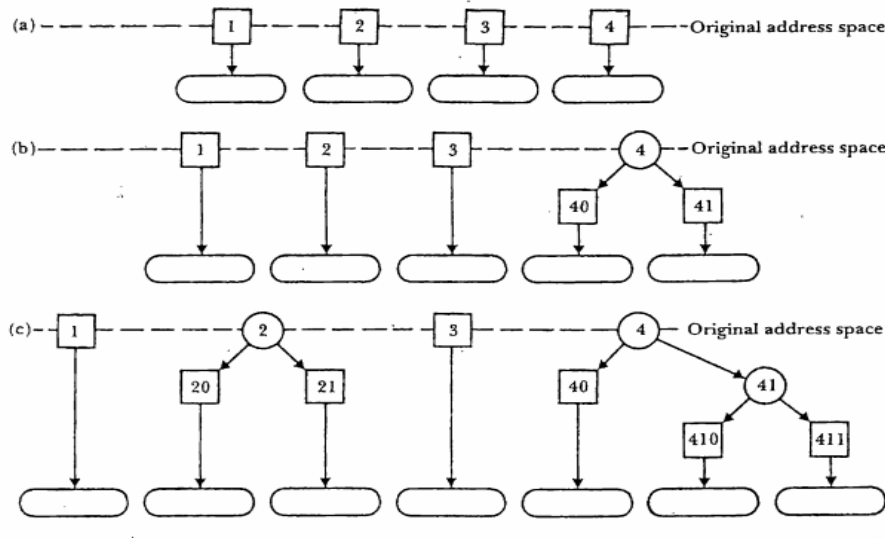 (a) 1 2 3 4 Original address space
(b) 1 2 3 4 Original address space
40 41
(c) 1 2 3 4 Original address space
20 21 40 41
410 411